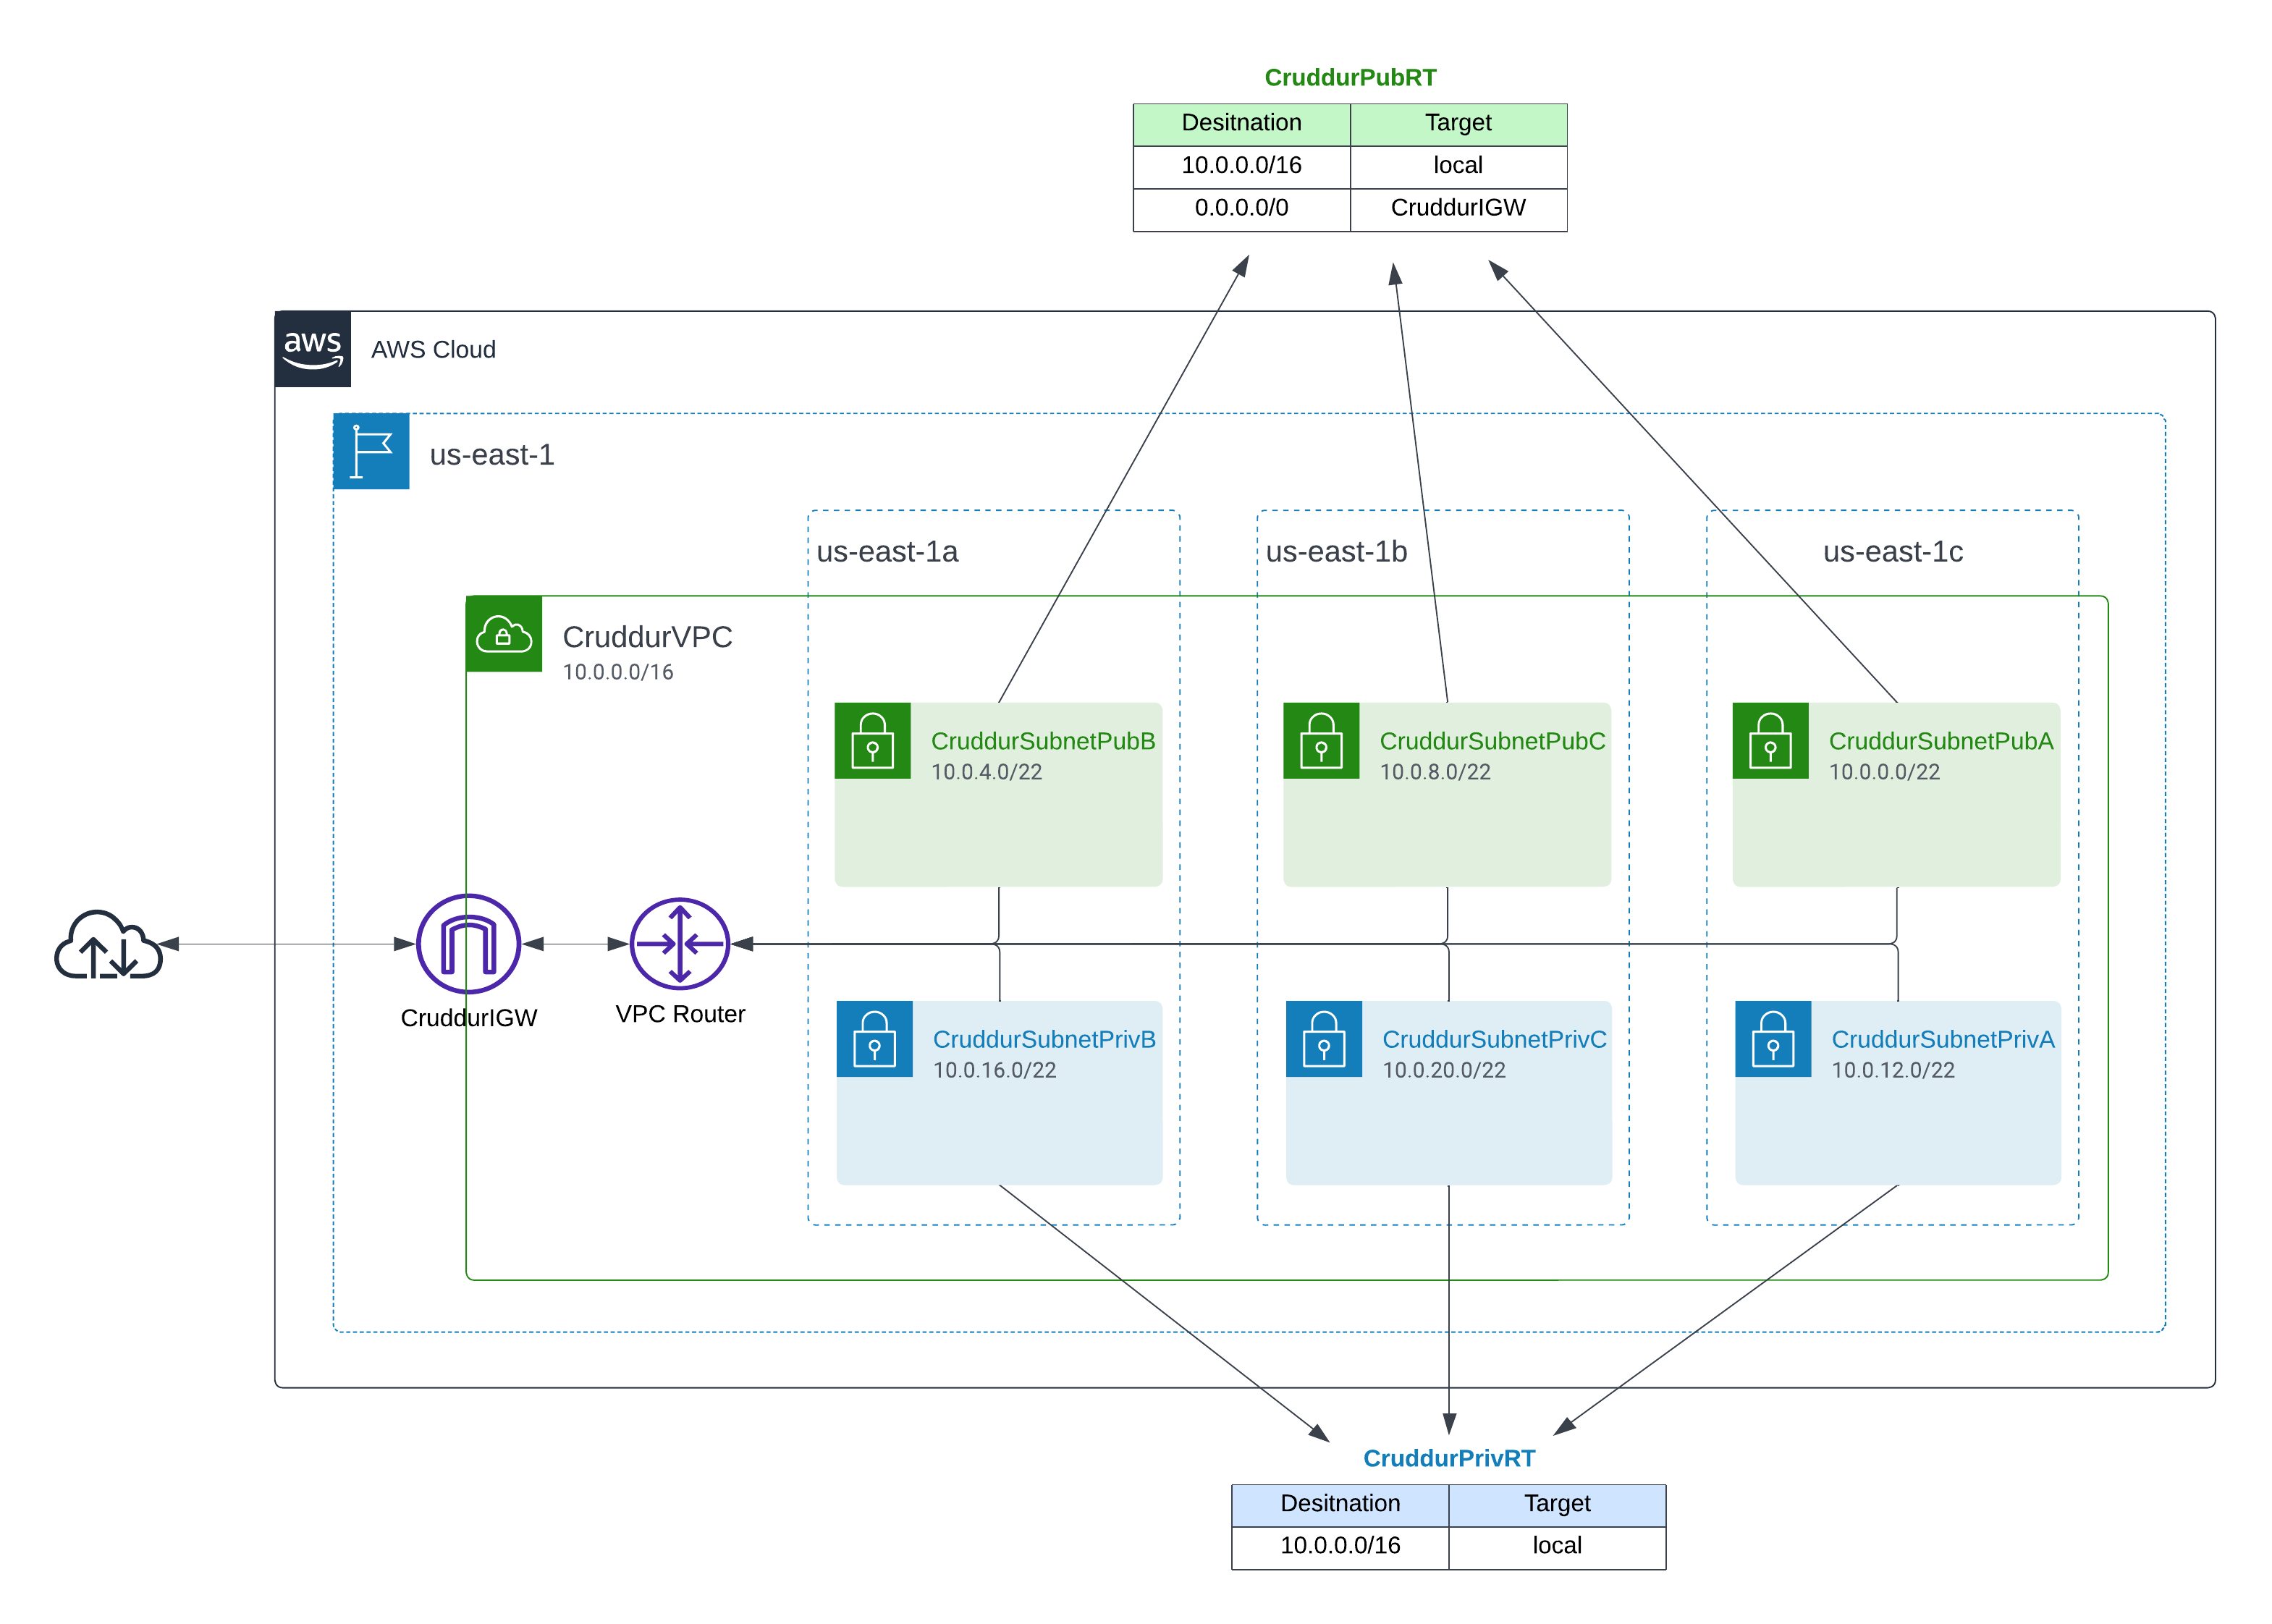 CruddurPubRT
Desitnation Target
10.0.0.0/16 local
0.0.0.0/0 CruddurIGW
aws
AWS Cloud
us-east-1
us-east-1a
us-east-1b
us-east-1c
CruddurVPC
10.0.0.0/16
CruddurSubnetPubB
10.0.4.0/22
CruddurSubnetPubC
10.0.8.0/22
CruddurSubnetPubA
10.0.0.0/22
CruddurIGW
VPC Router
CruddurSubnetPrivB
10.0.16.0/22
CruddurSubnetPrivC
10.0.20.0/22
CruddurSubnetPrivA
10.0.12.0/22
CruddurPrivRT
Desitnation Target
10.0.0.0/16 local